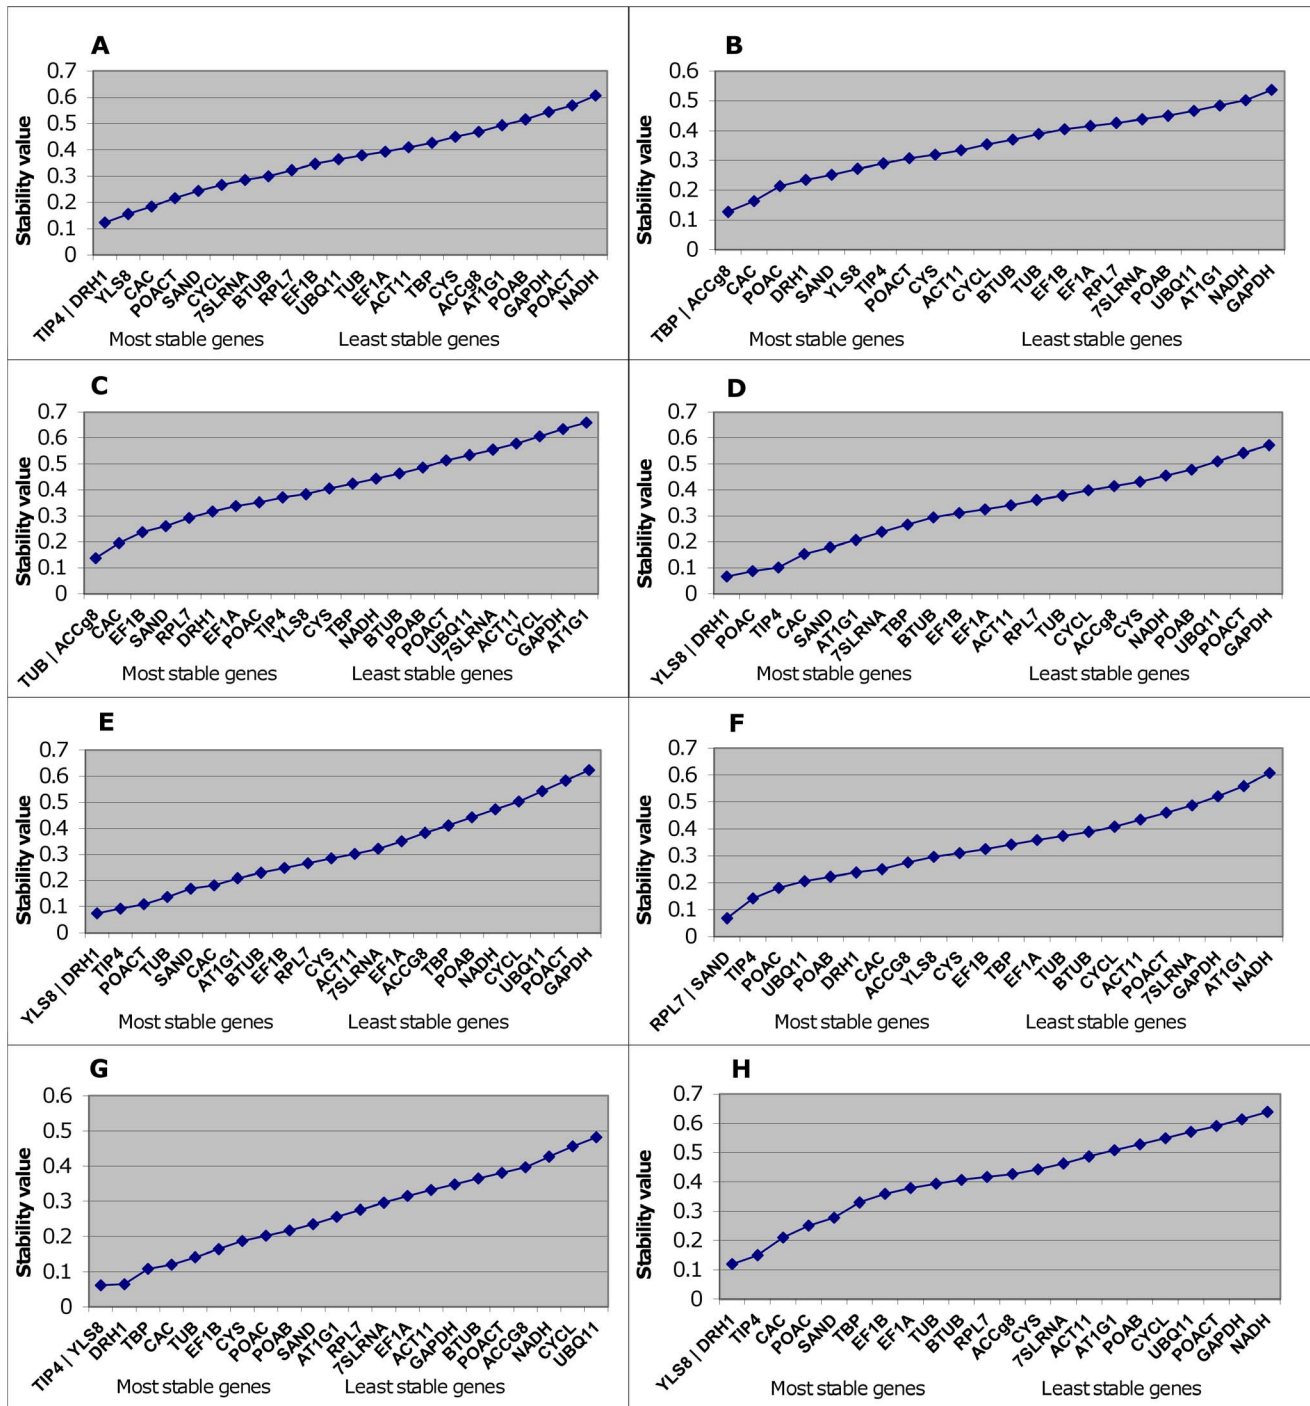 A
Stability value
0.7
0.6
0.5
0.4
0.3
0.2
0.1
0
TIP4 | DRH1
YLS8
CAC
POACT
SAND
CYCL
7SLRNA
BTUB
RPL7
EF1B
UBQ11
TUB
EF1A
ACT11
TBP
CYS
ACCg8
AT1G1
POAB
GAPDH
POACT
NADH
Most stable genes
Least stable genes
B
Stability value
0.6
0.5
0.4
0.3
0.2
0.1
0
TBP | ACCg8
CAC
POAC
DRH1
SAND
YLS8
TIP4
POACT
CYS
ACT11
CYCL
BTUB
TUB
EF1B
EF1A
RPL7
7SLRNA
POAB
UBQ11
AT1G1
NADH
GAPDH
Most stable genes
Least stable genes
C
Stability value
0.7
0.6
0.5
0.4
0.3
0.2
0.1
0
TUB | ACCg8
CAC
EF1B
SAND
RPL7
DRH1
EF1A
POAC
TIP4
YLS8
CYS
TBP
NADH
BTUB
POAB
POACT
UBQ11
7SLRNA
ACT11
CYCL
GAPDH
AT1G1
Most stable genes
Least stable genes
D
Stability value
0.7
0.6
0.5
0.4
0.3
0.2
0.1
0
YLS8 | DRH1
POAC
TIP4
CAC
SAND
AT1G1
7SLRNA
TBP
BTUB
EF1B
EF1A
ACT11
RPL7
TUB
CYCL
ACCg8
CYS
NADH
POAB
UBQ11
POACT
GAPDH
Most stable genes
Least stable genes
E
Stability value
0.7
0.6
0.5
0.4
0.3
0.2
0.1
0
YLS8 | DRH1
TIP4
POACT
TUB
SAND
CAC
AT1G1
BTUB
EF1B
RPL7
CYS
ACT11
7SLRNA
EF1A
ACCG8
TBP
POAB
NADH
CYCL
UBQ11
POACT
GAPDH
Most stable genes
Least stable genes
F
Stability value
0.7
0.6
0.5
0.4
0.3
0.2
0.1
0
RPL7 | SAND
TIP4
POAC
UBQ11
POAB
DRH1
CAC
ACCG8
YLS8
CYS
EF1B
TBP
EF1A
TUB
BTUB
CYCL
ACT11
POACT
7SLRNA
GAPDH
AT1G1
NADH
Most stable genes
Least stable genes
G
Stability value
0.6
0.5
0.4
0.3
0.2
0.1
0
TIP4 | YLS8
DRH1
TBP
CAC
TUB
EF1B
CYS
POAC
POAB
SAND
AT1G1
RPL7
7SLRNA
EF1A
ACT11
GAPDH
BTUB
POACT
ACCG8
NADH
CYCL
UBQ11
Most stable genes
Least stable genes
H
Stability value
0.7
0.6
0.5
0.4
0.3
0.2
0.1
0
YLS8 | DRH1
TIP4
CAC
POAC
SAND
TBP
EF1B
EF1A
TUB
BTUB
RPL7
ACCg8
CYS
7SLRNA
ACT11
AT1G1
POAB
CYCL
UBQ11
POACT
GAPDH
NADH
Most stable genes
Least stable genes